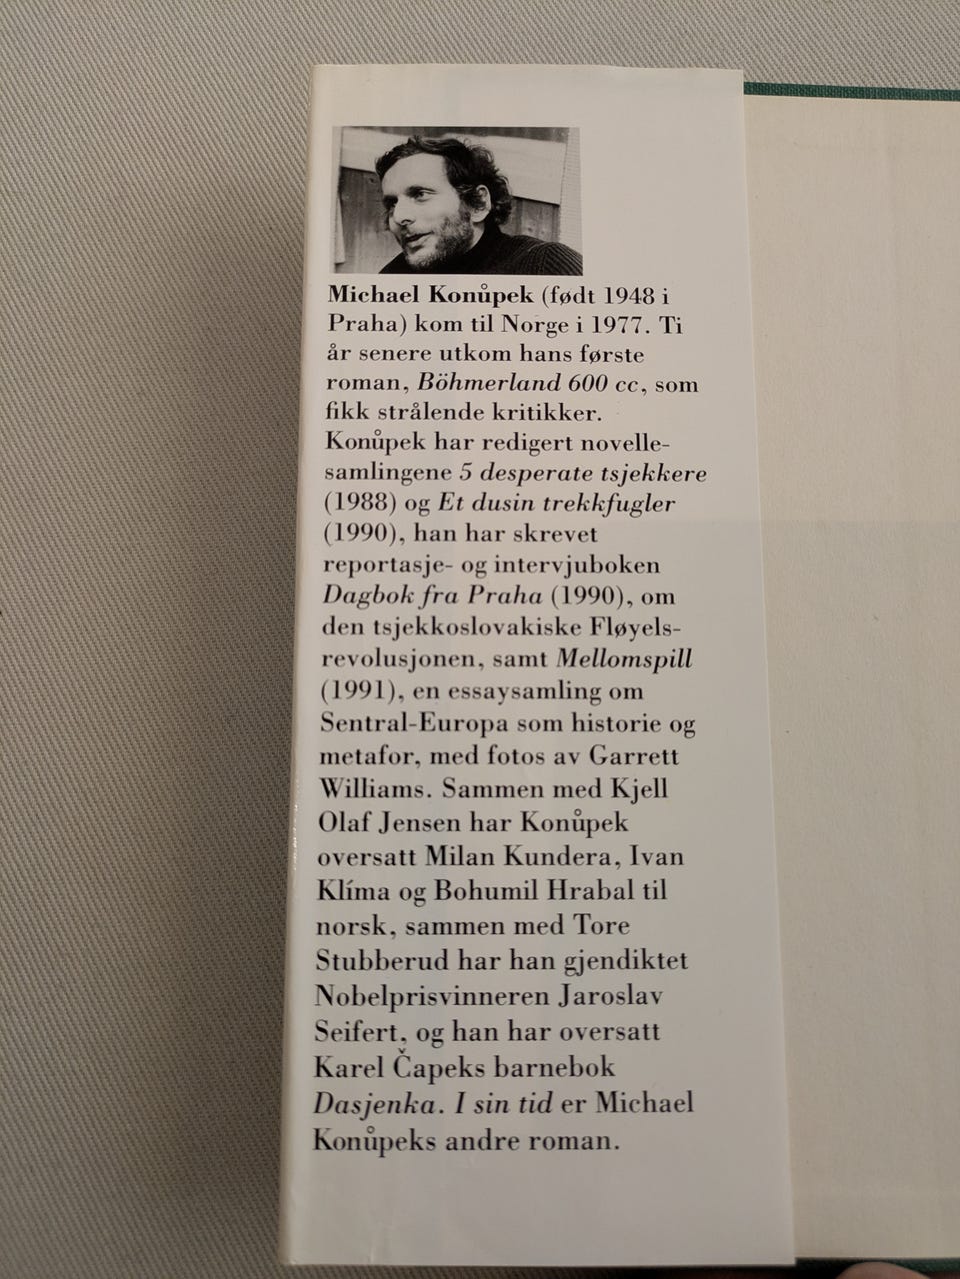 Michael Konůpek (født 1948 i
Praha) kom til Norge i 1977. Ti
år senere utkom hans første
roman, Böhmerland 600 cc, som
fikk strålende kritikker.
Konůpek har redigert novelle-
samlingene 5 desperate tsjekkere
(1988) og Et dusin trekkfugler
(1990), han har skrevet
reportasje- og intervjuboken
Dagbok fra Praha (1990), om
den tsjekkoslovakiske Fløyels-
revolusjonen, samt Mellomspill
(1991), en essaysamling om
Sentral-Europa som historie og
metafor, med fotos av Garrett
Williams. Sammen med Kjell
Olaf Jensen har Konůpek
oversatt Milan Kundera, Ivan
Klíma og Bohumil Hrabal til
norsk, sammen med Tore
Stubberud har han gjendiktet
Nobelprisvinneren Jaroslav
Seifert, og han har oversatt
Karel Čapeks barnebok
Dasjenka. I sin tid er Michael
Konůpeks andre roman.